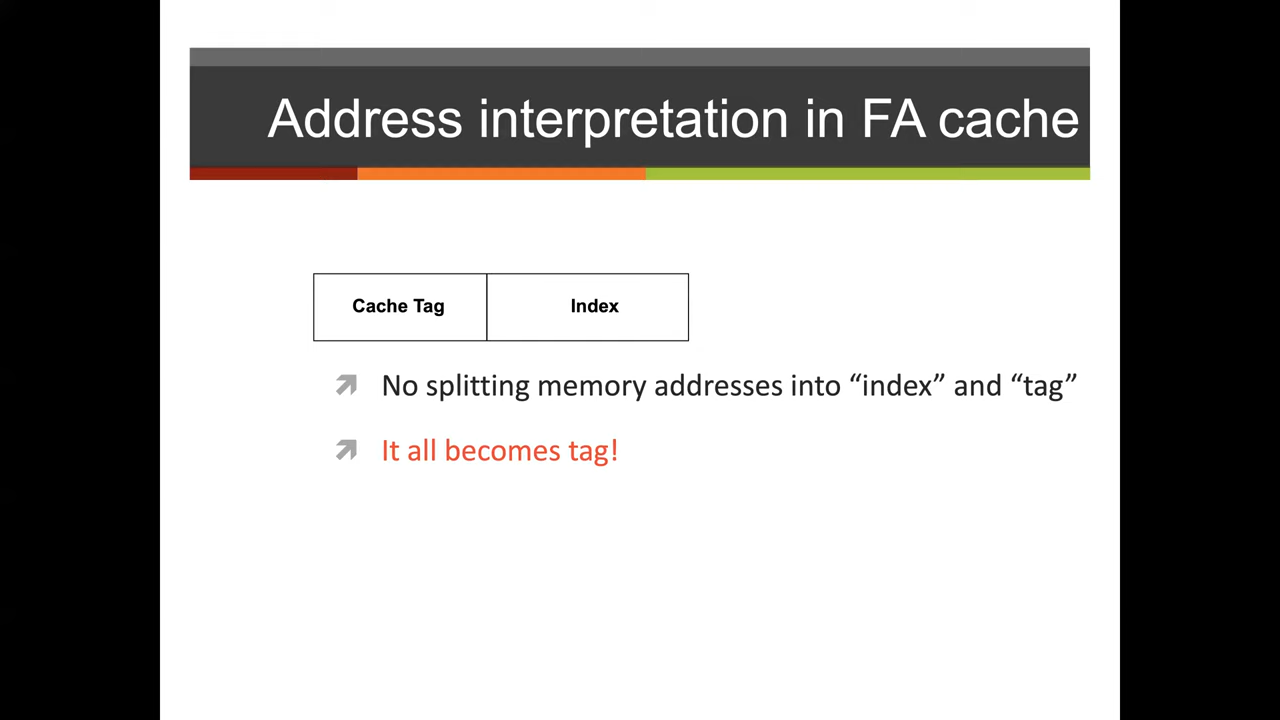 Address interpretation in FA cache
Cache Tag
Index
No splitting memory addresses into “index” and “tag”
It all becomes tag!